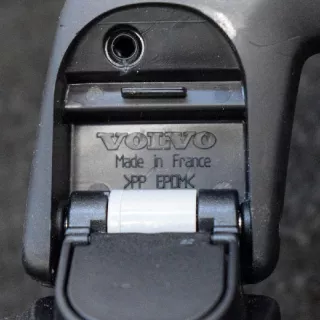 VOLVO
Made in France
>PP EPDM<